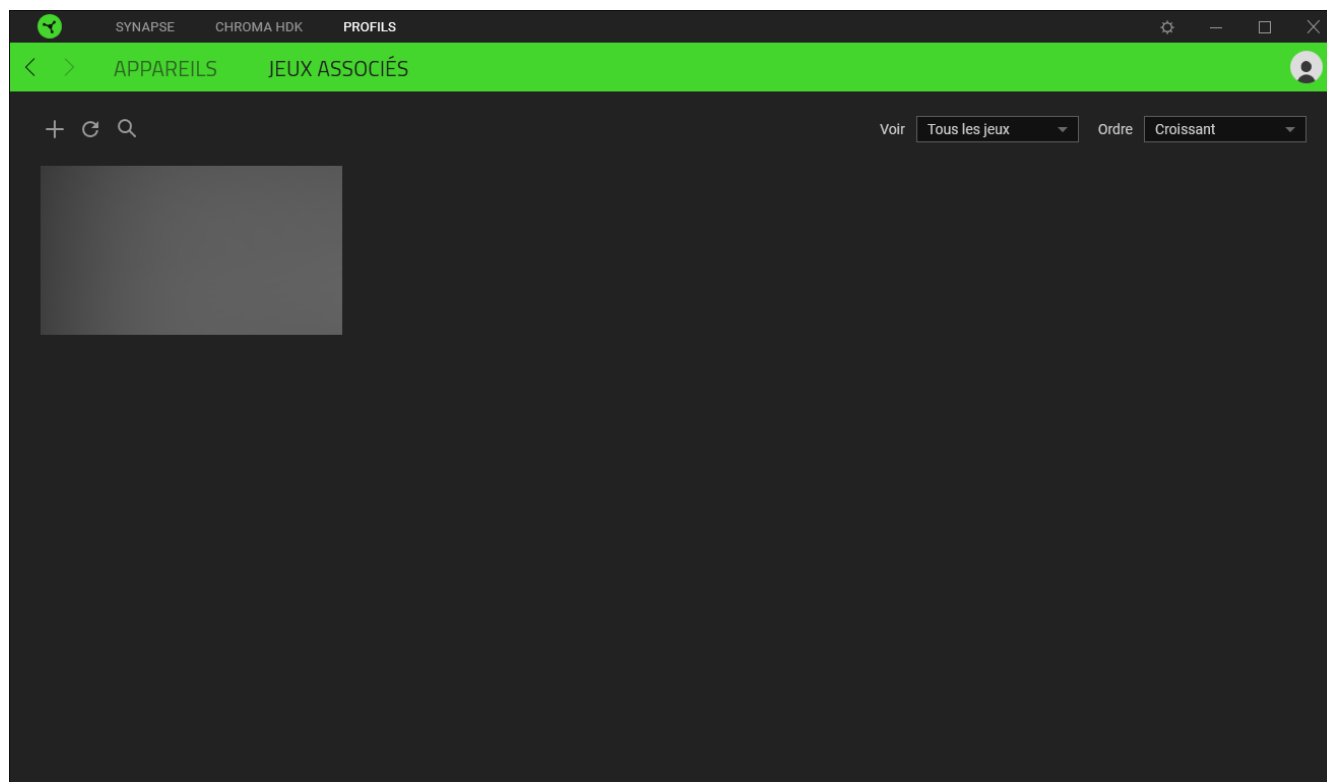 SYNAPSE CHROMA HDK PROFILS
APPAREILS JEUX ASSOCIÉS
Voir Tous les jeux Ordre Croissant